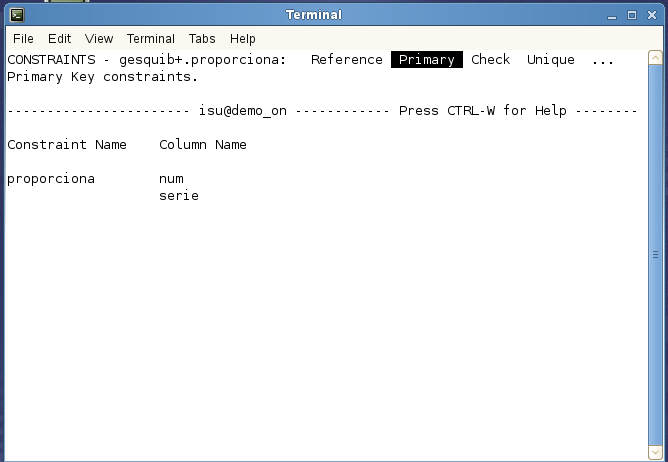 Terminal
File Edit View Terminal Tabs Help
CONSTRAINTS - gesquib+.proporciona: Reference Primary Check Unique ...
Primary Key constraints.
----------------------- isu@demo_on ------------ Press CTRL-W for Help --------
Constraint Name Column Name
proporciona num
serie